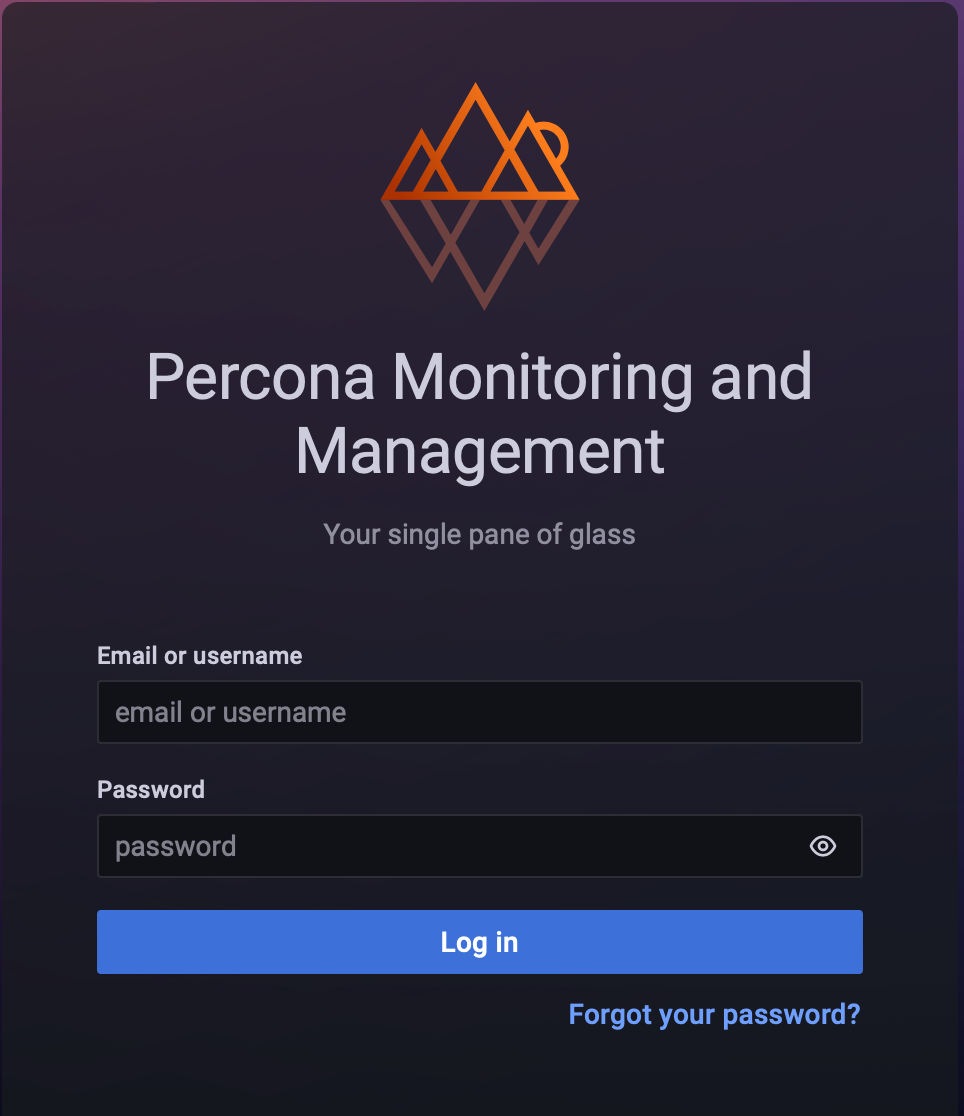 Percona Monitoring and
Management
Your single pane of glass
Email or username
email or username
Password
password
Log in
Forgot your password?